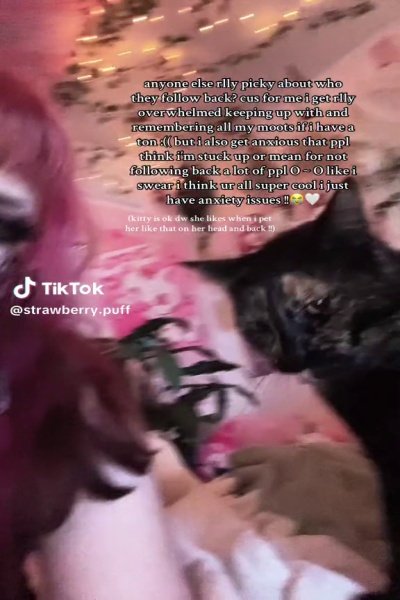 anyone else rlly picky about who
they follow back? cus for me i get rlly
overwhelmed keeping up with and
remembering all my moots if i have a
ton :(( but i also get anxious that ppl
think i'm stuck up or mean for not
following back a lot of ppl O~O like i
swear i think ur all super cool i just
have anxiety issues !!😭🤍
(kitty is ok dw she likes when i pet
her like that on her head and back !!)
TikTok
@strawberry.puff